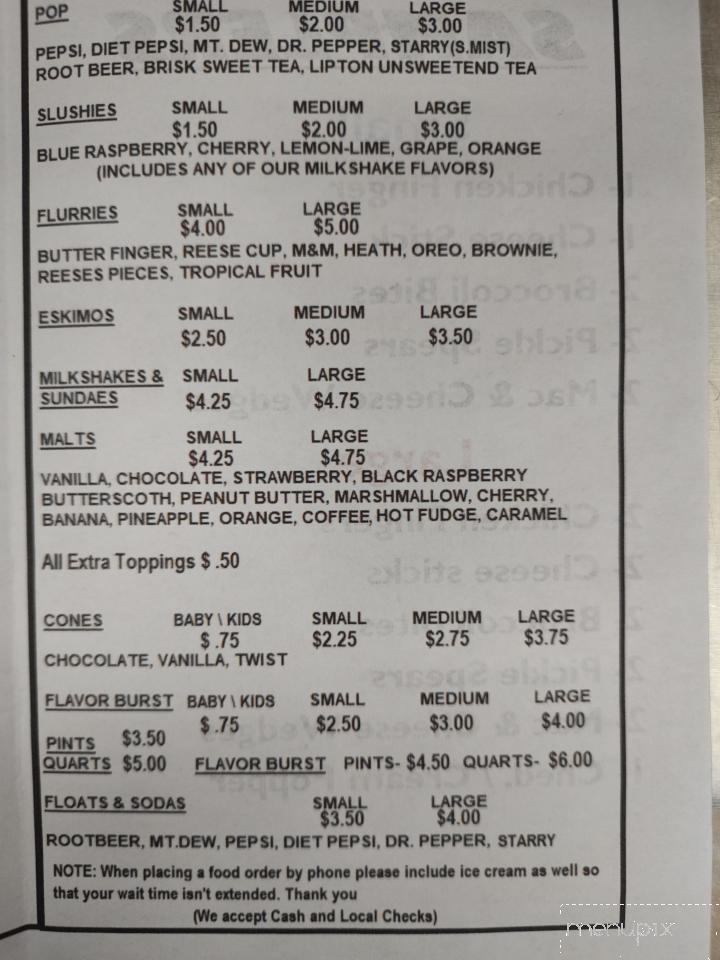 POP SMALL MEDIUM LARGE
$1.50 $2.00 $3.00
PEPSI, DIET PEPSI, MT. DEW, DR. PEPPER, STARRY(S.MIST)
ROOT BEER, BRISK SWEET TEA, LIPTON UNSWEETEND TEA
SLUSHIES SMALL MEDIUM LARGE
$1.50 $2.00 $3.00
BLUE RASPBERRY, CHERRY, LEMON-LIME, GRAPE, ORANGE
(INCLUDES ANY OF OUR MILKSHAKE FLAVORS)
FLURRIES SMALL LARGE
$4.00 $5.00
BUTTER FINGER, REESE CUP, M&M, HEATH, OREO, BROWNIE,
REESES PIECES, TROPICAL FRUIT
ESKIMOS SMALL MEDIUM LARGE
$2.50 $3.00 $3.50
MILKSHAKES & SMALL LARGE
SUNDAES $4.25 $4.75
MALTS SMALL LARGE
$4.25 $4.75
VANILLA, CHOCOLATE, STRAWBERRY, BLACK RASPBERRY
BUTTERSCOTH, PEANUT BUTTER, MARSHMALLOW, CHERRY,
BANANA, PINEAPPLE, ORANGE, COFFEE, HOT FUDGE, CARAMEL
All Extra Toppings $ .50
CONES BABY \ KIDS SMALL MEDIUM LARGE
$ .75 $2.25 $2.75 $3.75
CHOCOLATE, VANILLA, TWIST
FLAVOR BURST BABY \ KIDS SMALL MEDIUM LARGE
$ .75 $2.50 $3.00 $4.00
PINTS $3.50
QUARTS $5.00 FLAVOR BURST PINTS- $4.50 QUARTS- $6.00
FLOATS & SODAS SMALL LARGE
$3.50 $4.00
ROOTBEER, MT.DEW, PEPSI, DIET PEPSI, DR. PEPPER, STARRY
NOTE: When placing a food order by phone please include ice cream as well so
that your wait time isn't extended. Thank you
(We accept Cash and Local Checks)
menupix